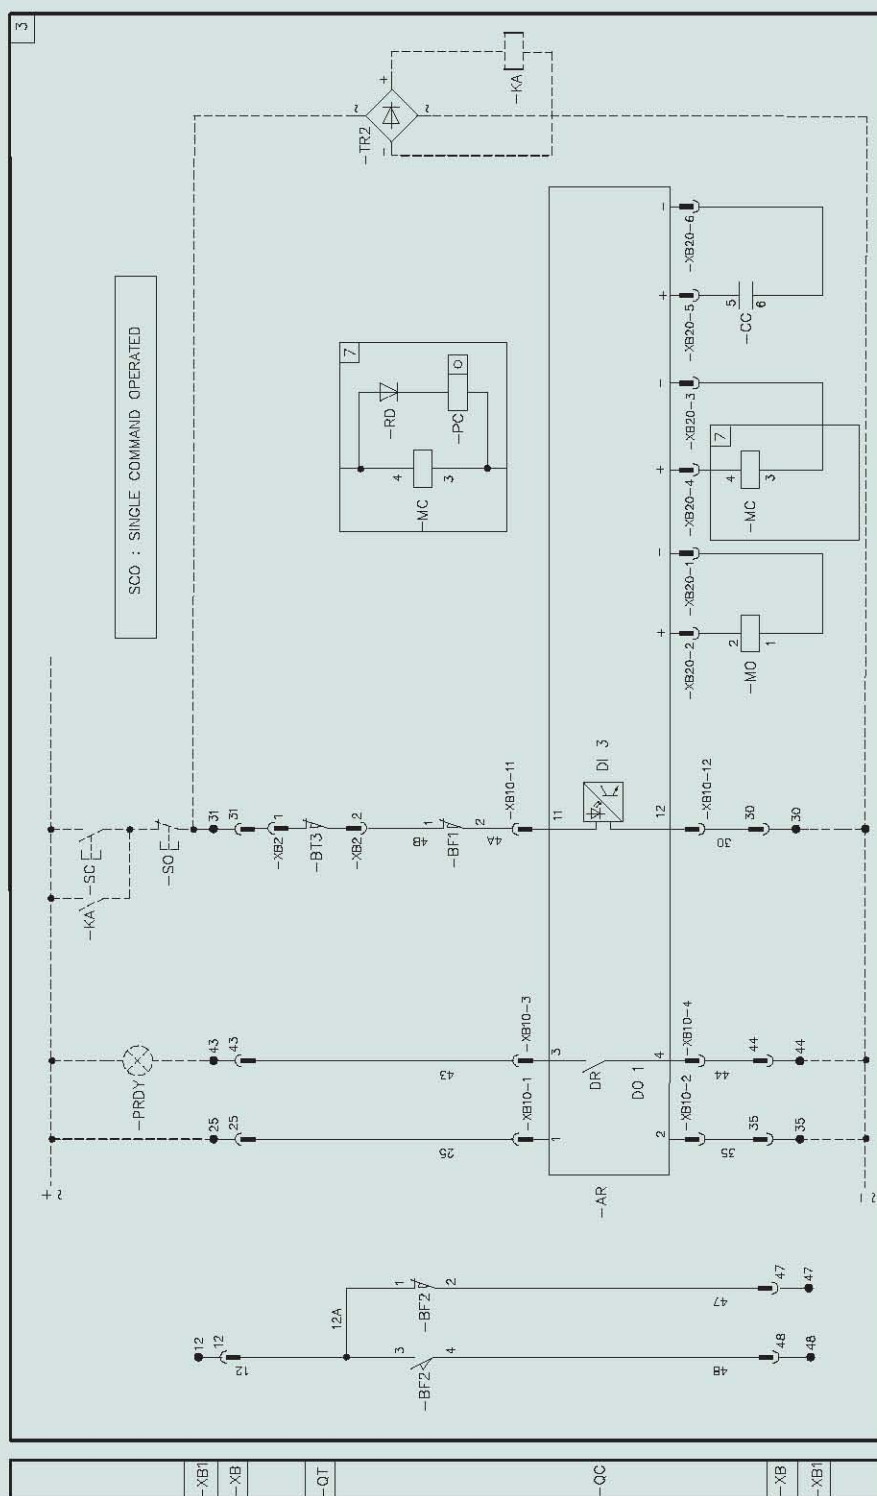 3
-KA
-TR2
+
-
~
~
SCO : SINGLE COMMAND OPERATED
7
-RD
-PC
O
4
3
-MC
-XB20-6
-
-XB20-5
+
5
6
-CC
-XB20-3
-
7
-XB20-4
+
4
3
-MC
-XB20-1
-
-XB20-2
+
2
1
-MO
-SC
-KA
-SO
31
31
-XB2
1
-BT3
-XB2
2
4B
1
-BF1
2
4A
-XB10-11
11
DI 3
12
-XB10-12
30
30
30
-PRDY
43
43
43
-XB10-3
3
DR
DO 1
4
-XB10-4
44
44
44
25
25
25
-XB10-1
1
2
-XB10-2
35
35
35
+
~
-
~
-AR
12
12
12
12A
1
-BF2
2
47
47
47
3
-BF2
4
48
48
48
-XB1
-XB
-QT
-QC
-XB
-XB1